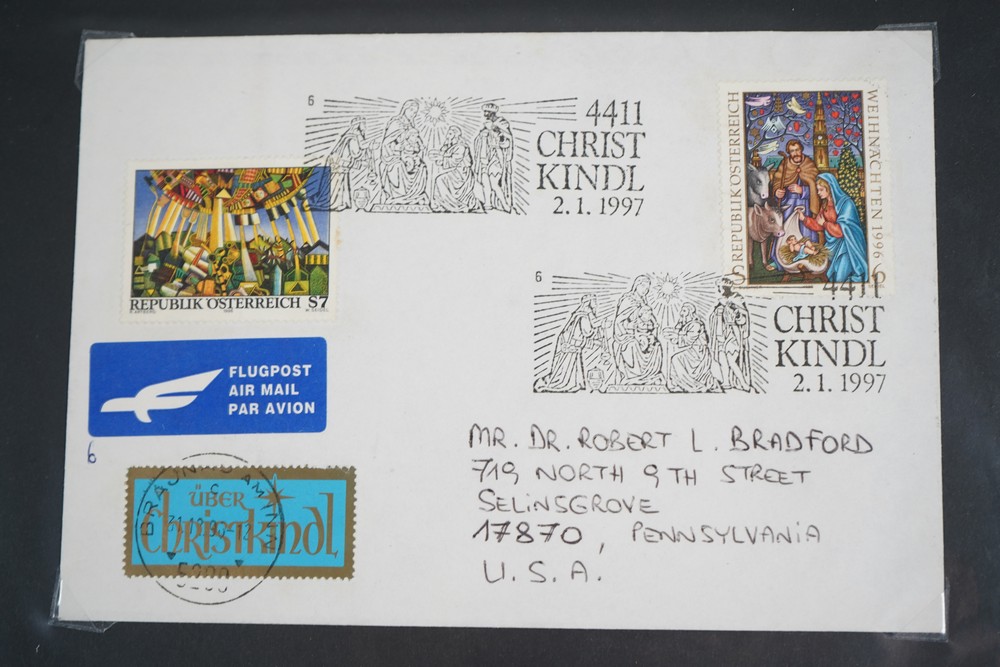 6
4411
CHRIST
KINDL
2.1.1997
REPUBLIK ÖSTERREICH S7
REPUBLIK ÖSTERREICH
WEIHNACHTEN 1996
S 6
6
4411
CHRIST
KINDL
2.1.1997
FLUGPOST
AIR MAIL
PAR AVION
6
ÜBER
Christkindl
MR. DR. ROBERT L. BRADFORD
719 NORTH 9TH STREET
SELINSGROVE
17870, PENNSYLVANIA
U.S.A.